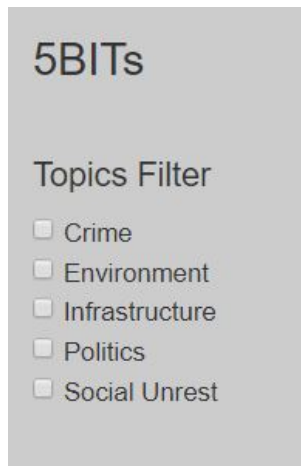 5BITs
Topics Filter
Crime
Environment
Infrastructure
Politics
Social Unrest